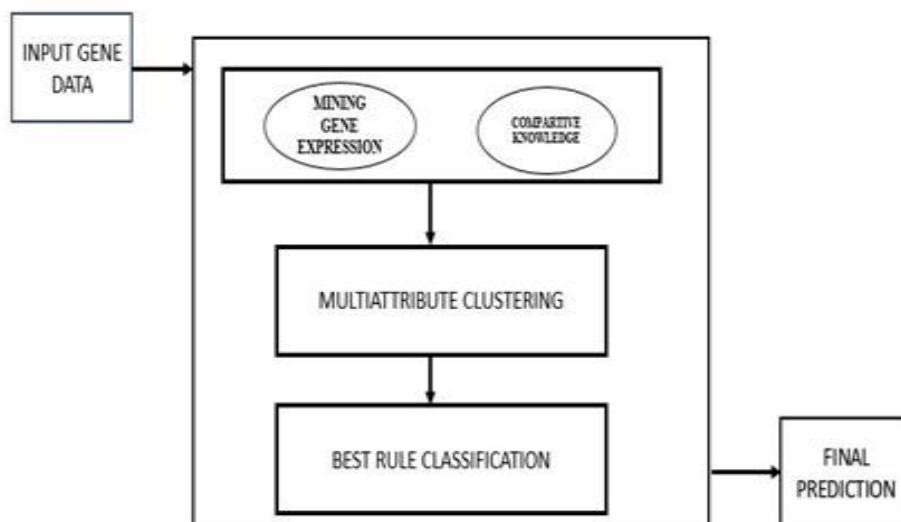 INPUT GENE
DATA
MINING
GENE
EXPRESSION
COMPARTIVE
KNOWLEDGE
MULTIATTRIBUTE CLUSTERING
BEST RULE CLASSIFICATION
FINAL
PREDICTION